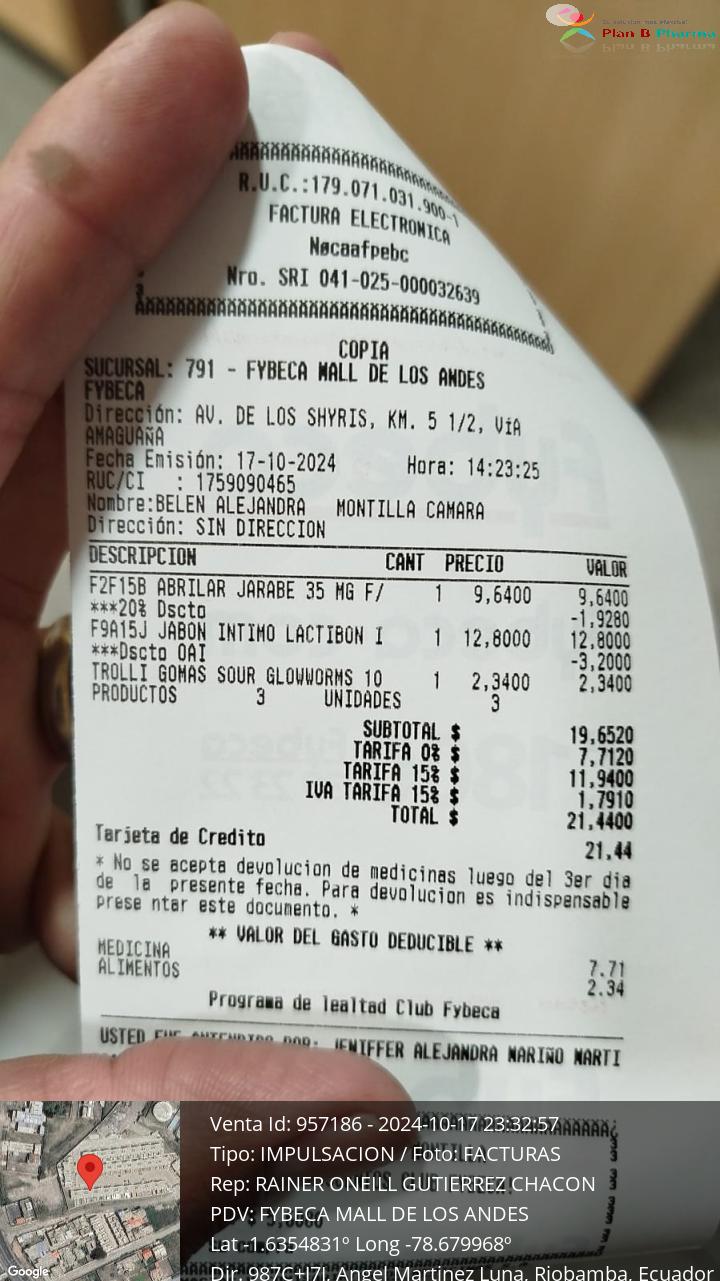 Plan B Pharma
R.U.C.:179.071.031.900-1
FACTURA ELECTRONICA
Nøcaafpebc
Nro. SRI 041-025-000032639
COPIA
SUCURSAL: 791 - FYBECA MALL DE LOS ANDES
FYBECA
Dirección: AV. DE LOS SHYRIS, KM. 5 1/2, VíA
AMAGUAñA
Fecha Emisión: 17-10-2024 Hora: 14:23:25
RUC/CI : 1759090465
Nombre:BELEN ALEJANDRA MONTILLA CAMARA
Dirección: SIN DIRECCION
DESCRIPCION CANT PRECIO VALOR
F2F15B ABRILAR JARABE 35 MG F/ 1 9,6400 9,6400
***20% Dscto -1,9280
F9A15J JABON INTIMO LACTIBON I 1 12,8000 12,8000
***Dscto OAI -3,2000
TROLLI GOMAS SOUR GLOWWORMS 10 1 2,3400 2,3400
PRODUCTOS 3 UNIDADES 3
SUBTOTAL $ 19,6520
TARIFA 0% $ 7,7120
TARIFA 15% $ 11,9400
IVA TARIFA 15% $ 1,7910
TOTAL $ 21,4400
Tarjeta de Credito 21,44
* No se acepta devolucion de medicinas luego del 3er dia
de la presente fecha. Para devolucion es indispensable
prese ntar este documento. *
** VALOR DEL GASTO DEDUCIBLE **
MEDICINA 7.71
ALIMENTOS 2.34
Programa de lealtad Club Fybeca
USTED FUE ANTENDIDO POR: JENIFFER ALEJANDRA MARIÑO MARTI
Venta Id: 957186 - 2024-10-17 23:32:57
Tipo: IMPULSACION / Foto: FACTURAS
Rep: RAINER ONEILL GUTIERREZ CHACON
PDV: FYBECA MALL DE LOS ANDES
Lat -1.6354831º Long -78.679968º
Dir. 987C+J7J, Angel Martinez Luna, Riobamba, Ecuador
Google